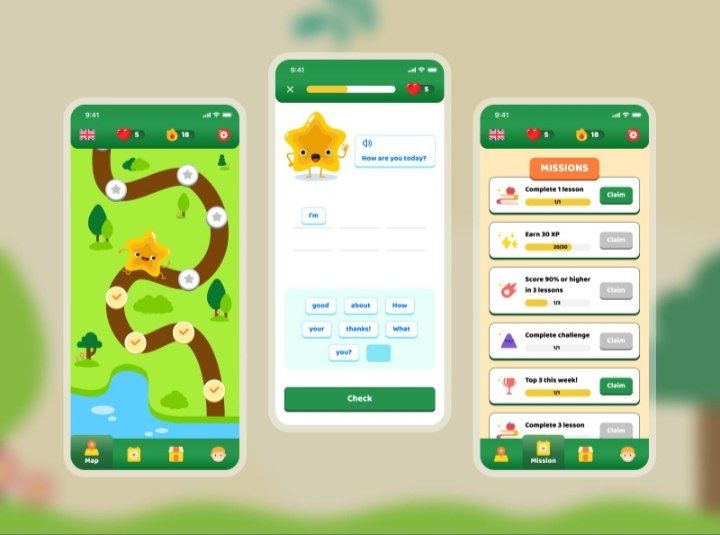 9:41
5
18
Map
9:41
5
How are you today?
I'm
good
about
How
your
thanks!
What
you?
Check
9:41
5
18
MISSIONS
Complete 1 lesson
1/1
Claim
Earn 30 XP
20/30
Claim
Score 90% or higher
in 3 lessons
1/3
Claim
Complete challenge
1/1
Claim
Top 3 this week!
1/1
Claim
Complete 3 lesson
Claim
Mission